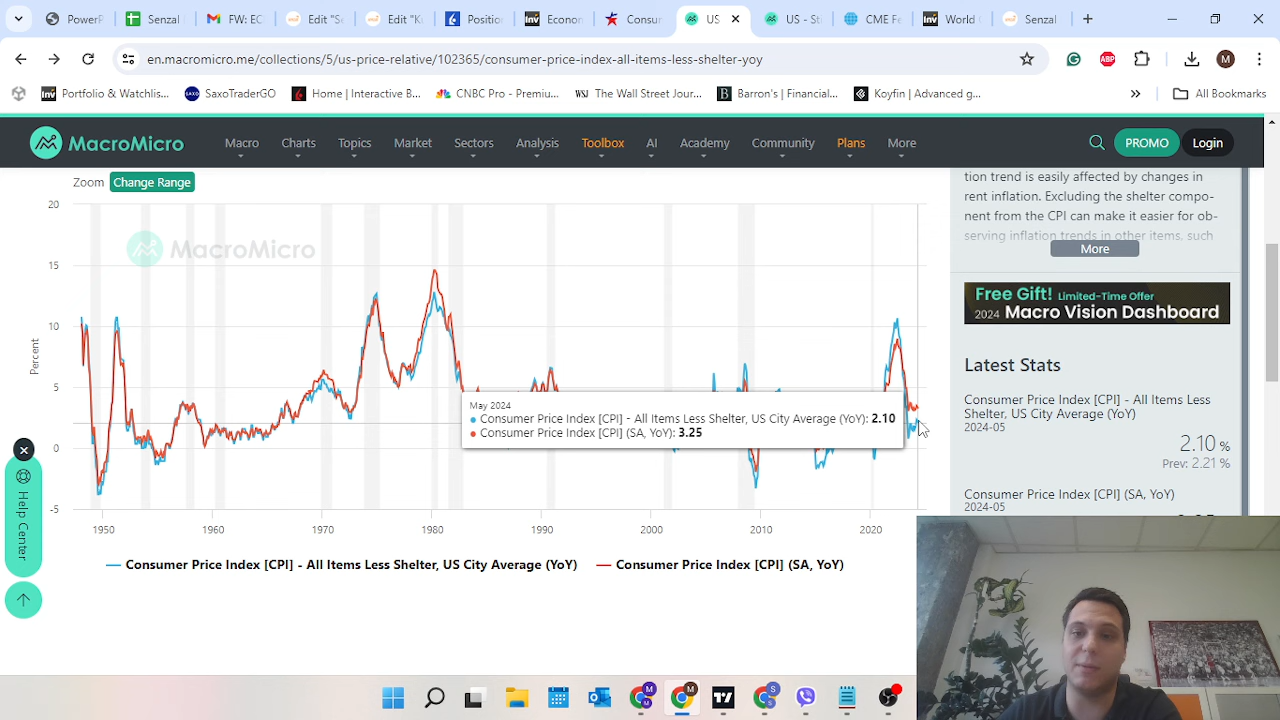 PowerP
Senzal
FW: EC
Edit "Se
Edit "K
Position
Econom
Consur
US
US - St
CME Fe
World
Senzal
en.macromicro.me/collections/5/us-price-relative/102365/consumer-price-index-all-items-less-shelter-yoy
Portfolio & Watchlis...
SaxoTraderGO
Home | Interactive B...
CNBC Pro - Premiu...
The Wall Street Jour...
Barron's | Financial...
Koyfin | Advanced g...
»
All Bookmarks
MacroMicro
Macro
Charts
Topics
Market
Sectors
Analysis
Toolbox
AI
Academy
Community
Plans
More
PROMO
Login
Zoom
Change Range
MacroMicro
20
15
10
5
0
-5
Percent
1950
1960
1970
1980
1990
2000
2010
2020
May 2024
Consumer Price Index [CPI] - All Items Less Shelter, US City Average (YoY): 2.10
Consumer Price Index [CPI] (SA, YoY): 3.25
Consumer Price Index [CPI] - All Items Less Shelter, US City Average (YoY)
Consumer Price Index [CPI] (SA, YoY)
tion trend is easily affected by changes in
rent inflation. Excluding the shelter compo-
nent from the CPI can make it easier for ob-
serving inflation trends in other items, such
More
Free Gift! Limited-Time Offer
2024 Macro Vision Dashboard
Latest Stats
Consumer Price Index [CPI] - All Items Less
Shelter, US City Average (YoY)
2024-05
2.10 %
Prev: 2.21 %
Consumer Price Index [CPI] (SA, YoY)
2024-05
Help Center